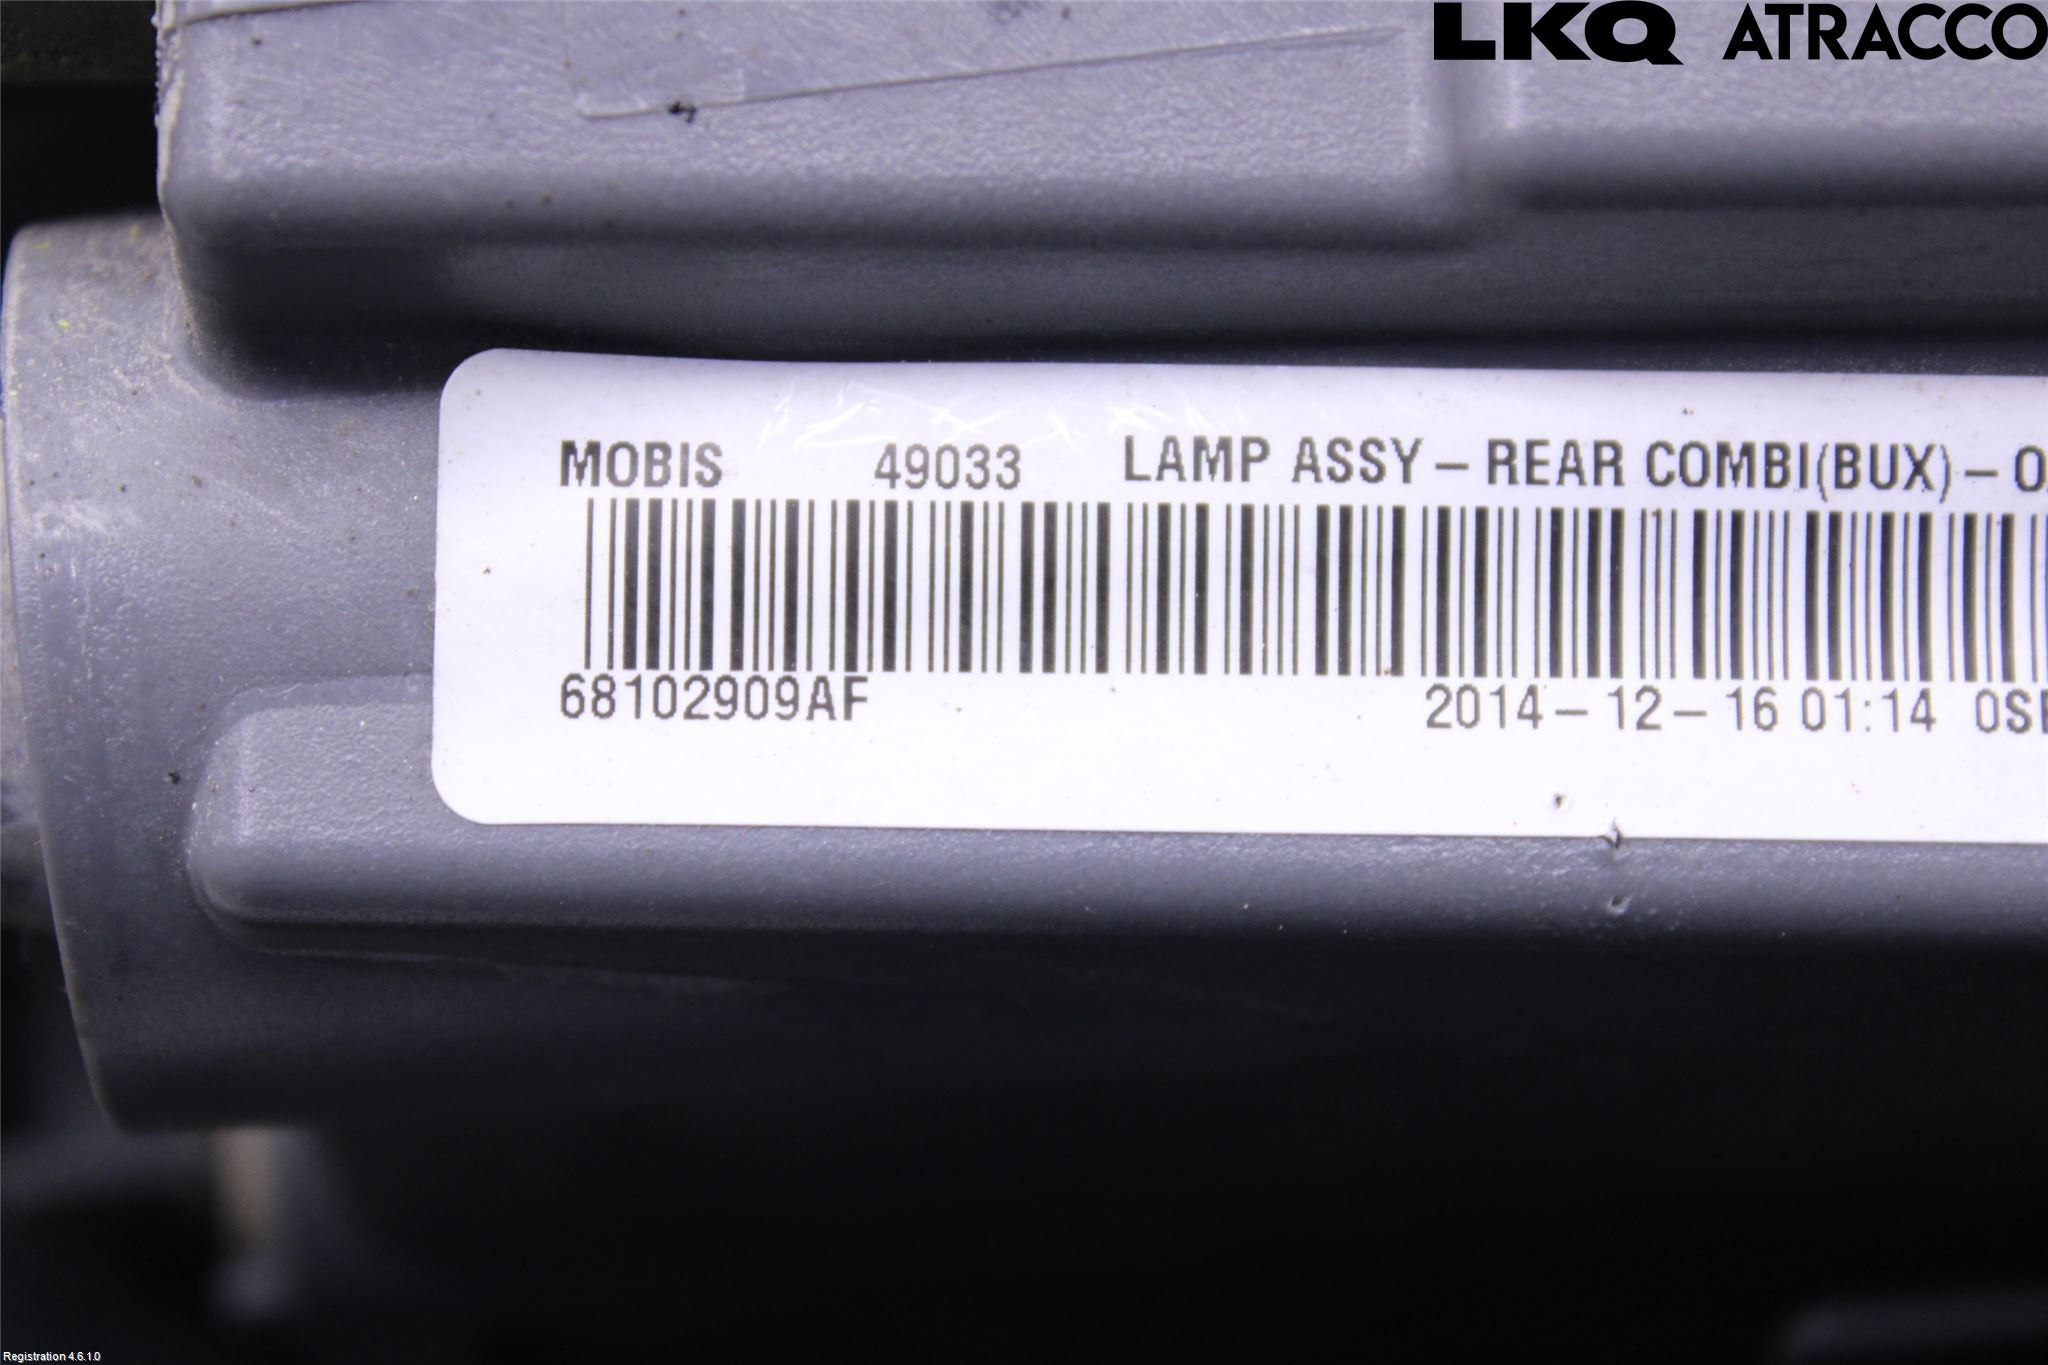 LKQ ATRACCO
MOBIS 49033 LAMP ASSY – REAR COMBI(BUX) –
68102909AF 2014 – 12 – 16 01:14
Registration 4.6.1.0